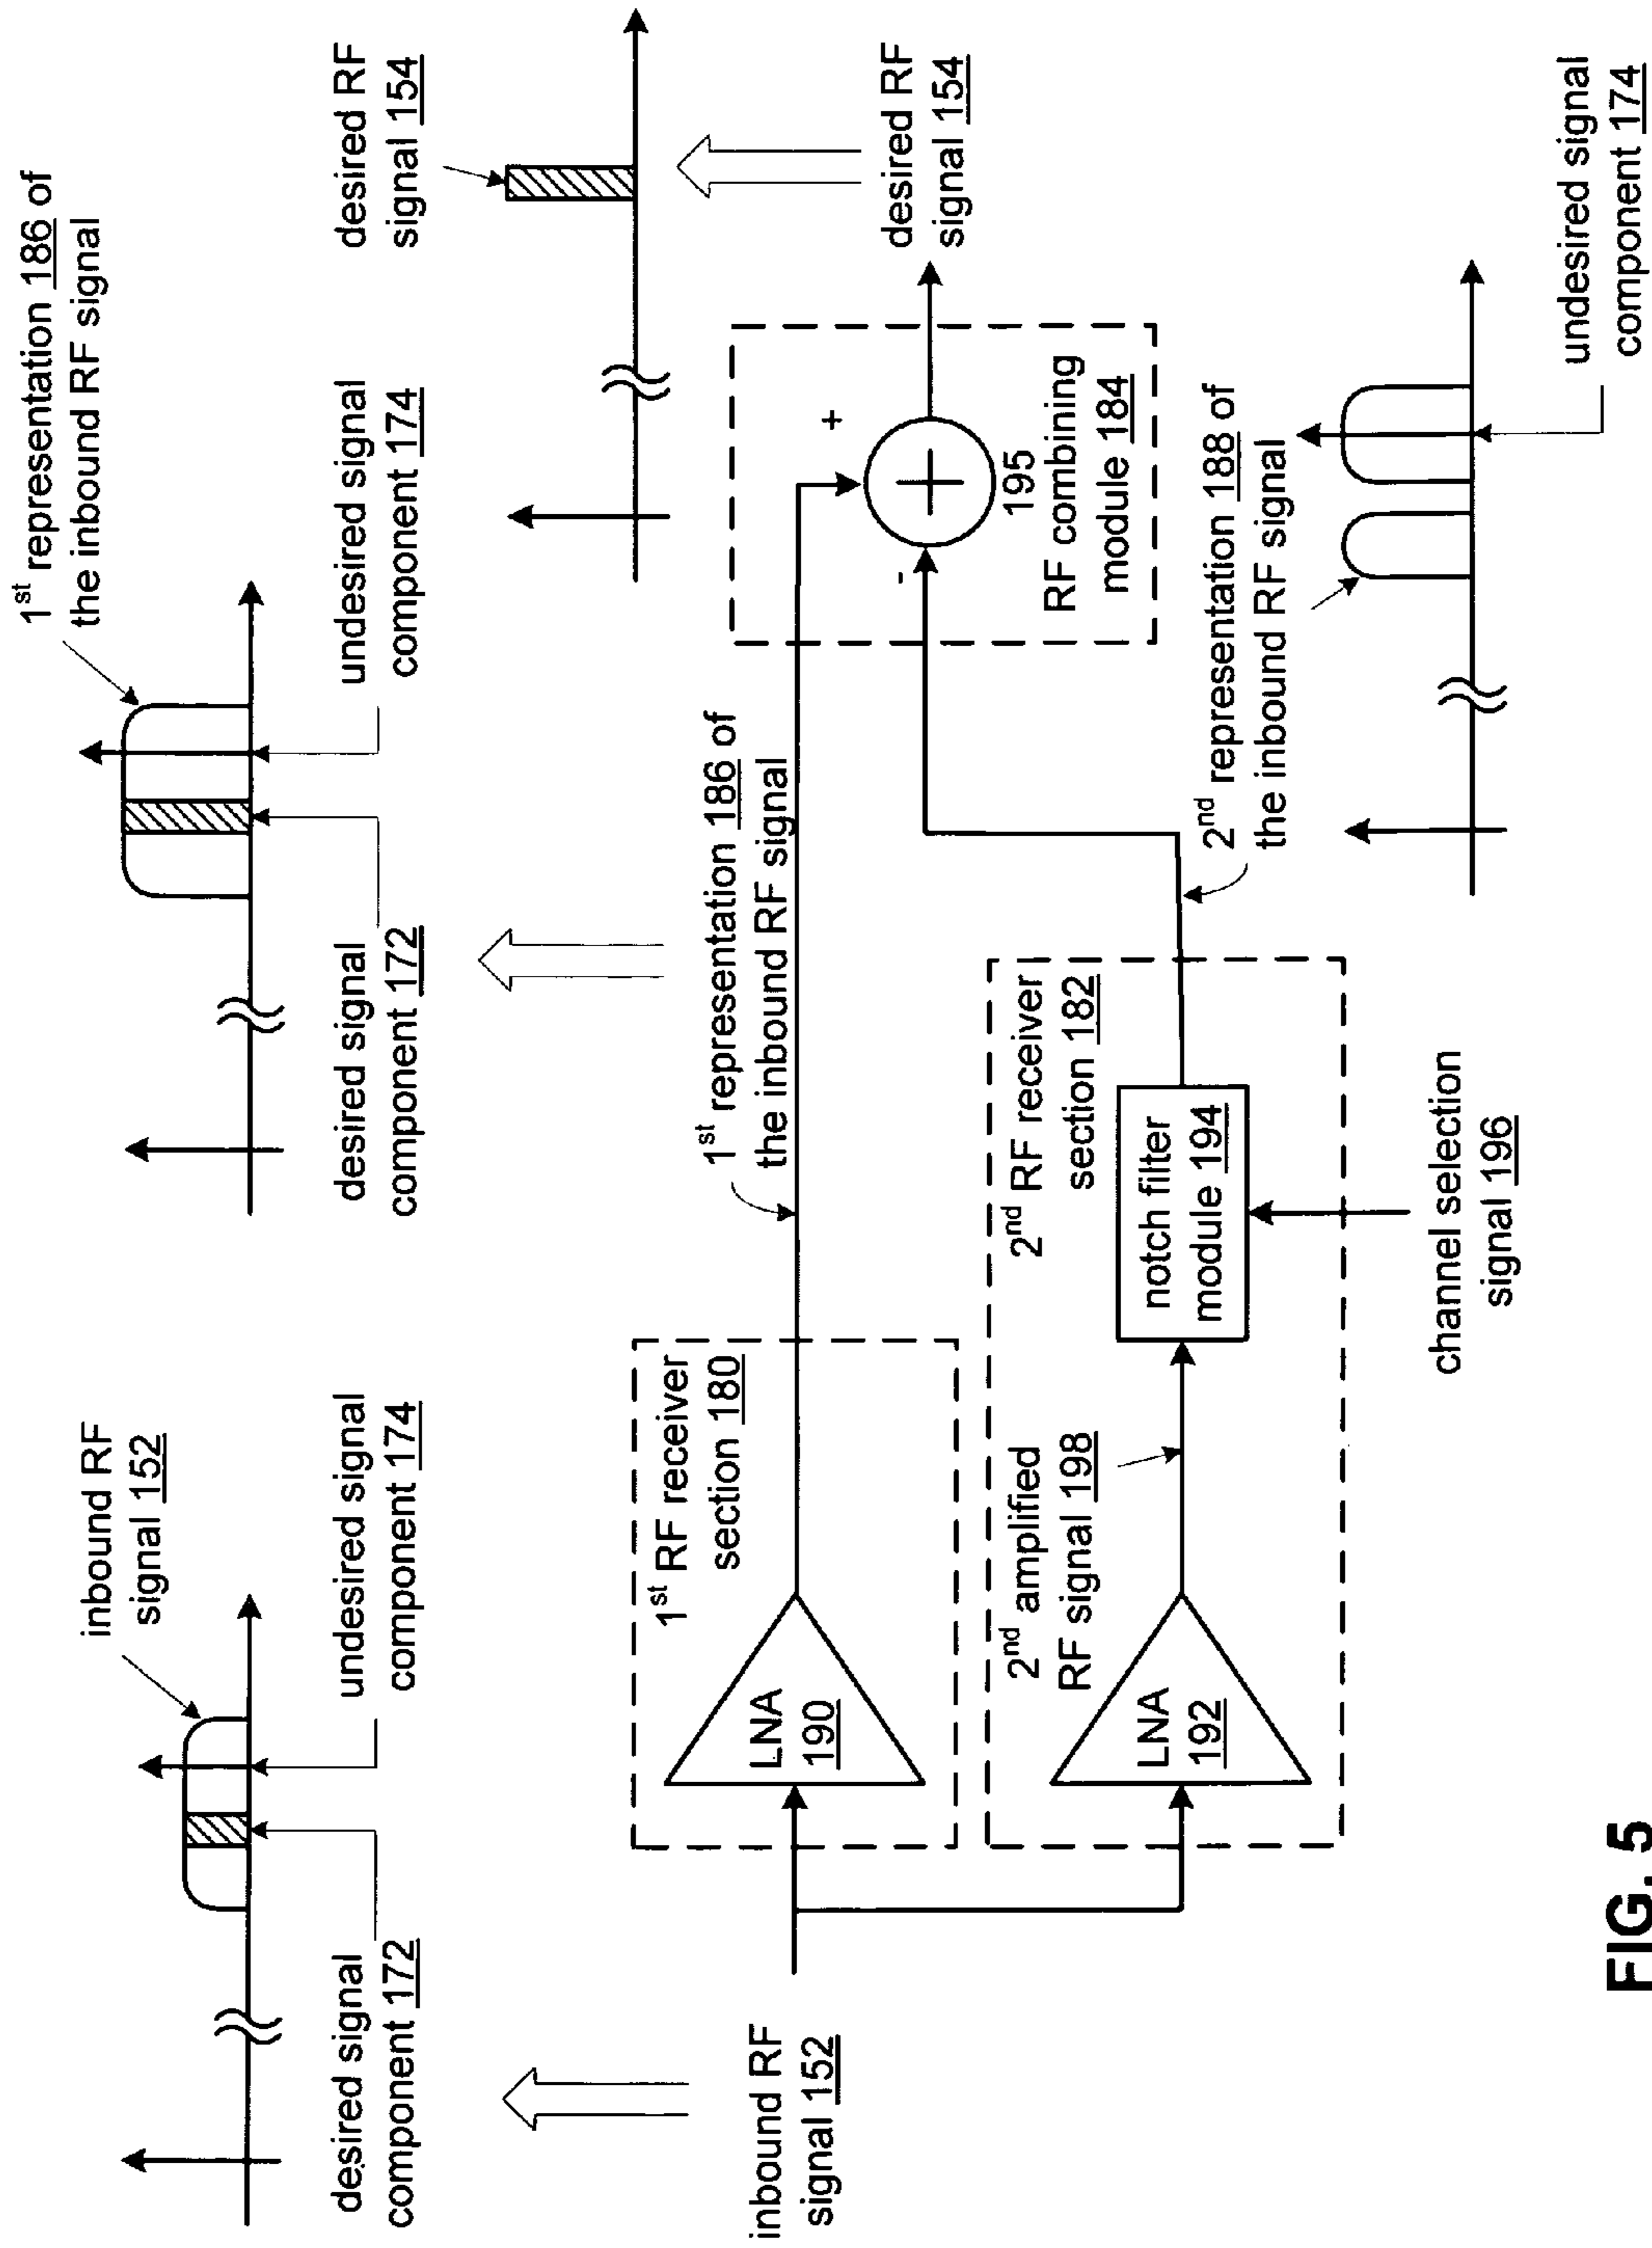 inbound RF
signal 152
desired signal
component 172
undesired signal
component 174
1st representation 186 of
the inbound RF signal
desired signal
component 172
undesired signal
component 174
desired RF
signal 154
inbound RF
signal 152
1st RF receiver
section 180
LNA
190
1st representation 186 of
the inbound RF signal
+
-
195
RF combining
module 184
desired RF
signal 154
2nd amplified
RF signal 198
LNA
192
2nd RF receiver
section 182
notch filter
module 194
channel selection
signal 196
2nd representation 188 of
the inbound RF signal
undesired signal
component 174
FIG. 5